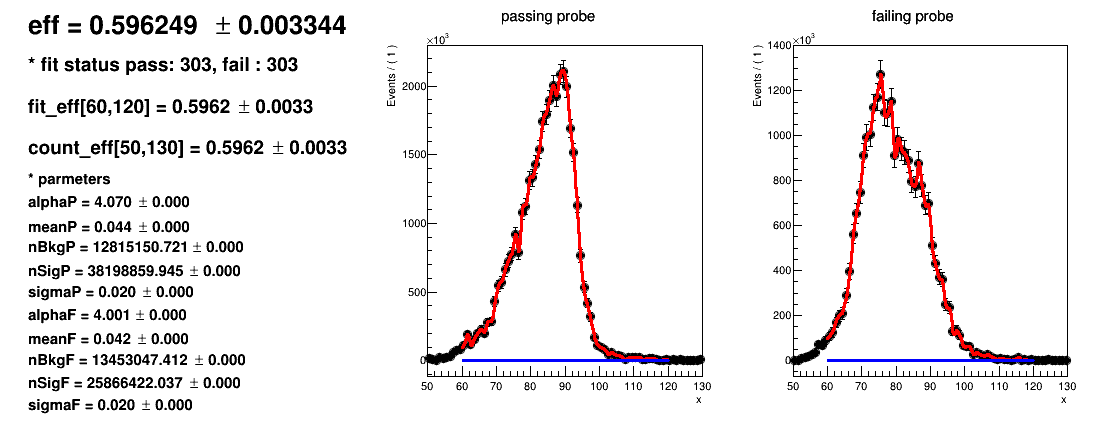 eff = 0.596249 ± 0.003344
* fit status pass: 303, fail : 303
fit_eff[60,120] = 0.5962 ± 0.0033
count_eff[50,130] = 0.5962 ± 0.0033
* parmeters
alphaP = 4.070 ± 0.000
meanP = 0.044 ± 0.000
nBkgP = 12815150.721 ± 0.000
nSigP = 38198859.945 ± 0.000
sigmaP = 0.020 ± 0.000
alphaF = 4.001 ± 0.000
meanF = 0.042 ± 0.000
nBkgF = 13453047.412 ± 0.000
nSigF = 25866422.037 ± 0.000
sigmaF = 0.020 ± 0.000
passing probe
×10³
Events / ( 1 )
2000
1500
1000
500
0
50 60 70 80 90 100 110 120 130
x
failing probe
×10³
Events / ( 1 )
1400
1200
1000
800
600
400
200
0
50 60 70 80 90 100 110 120 130
x